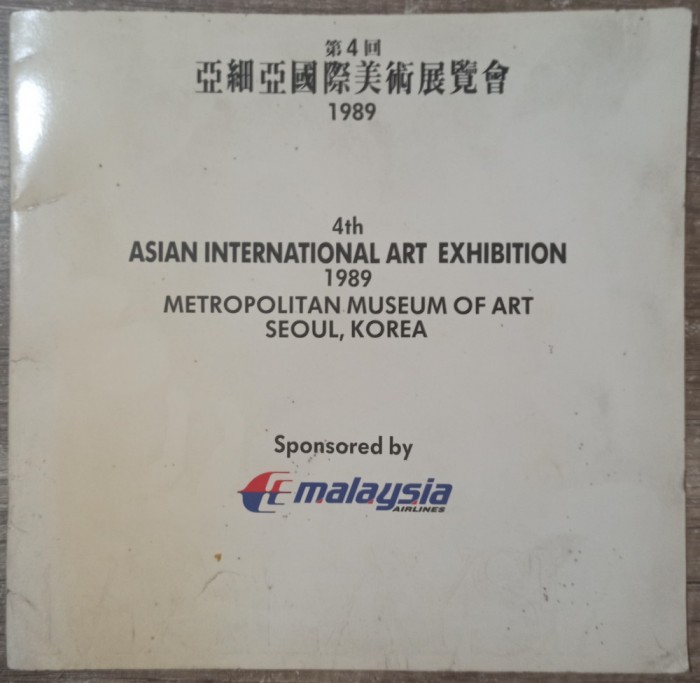 第4回
亞細亞國際美術展覽會
1989
4th
ASIAN INTERNATIONAL ART EXHIBITION
1989
METROPOLITAN MUSEUM OF ART
SEOUL, KOREA
Sponsored by
malaysia
AIRLINES